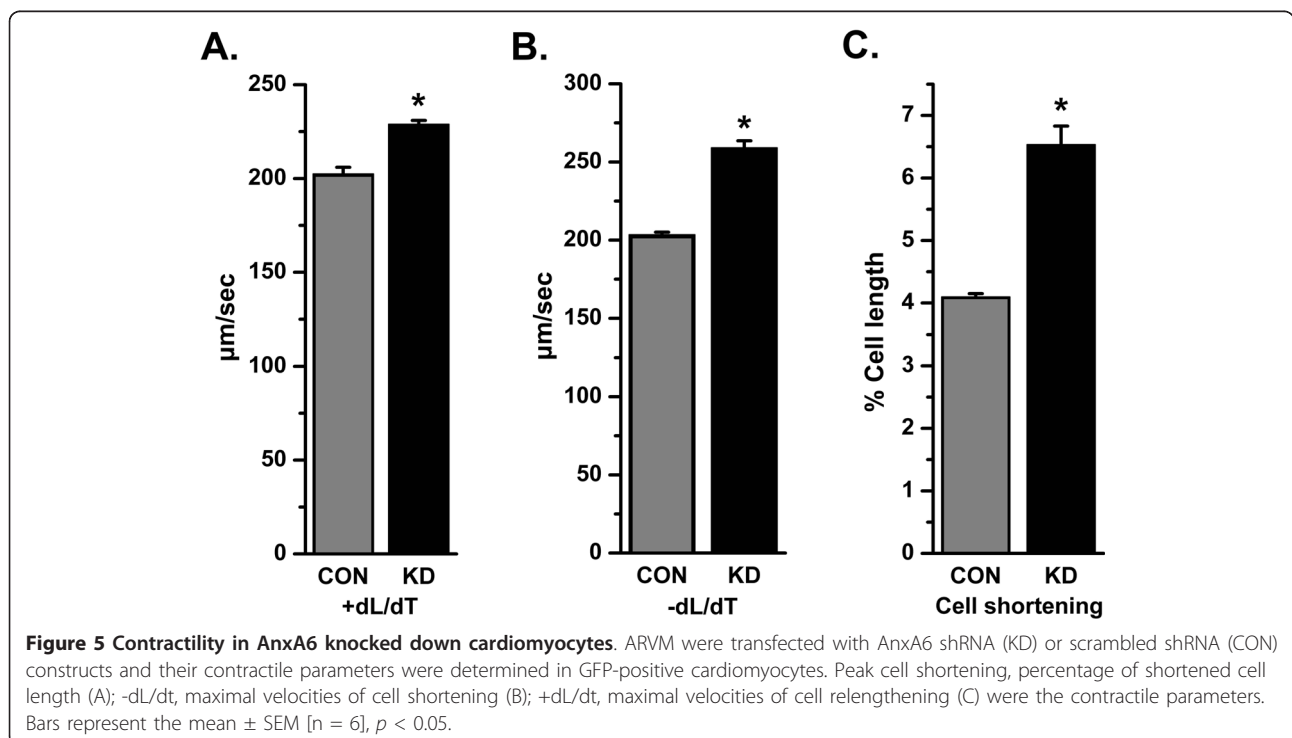 A.
B.
C.
250
200
150
100
50
0
µm/sec
*
CON KD
+dL/dT
300
250
200
150
100
50
0
µm/sec
*
CON KD
-dL/dT
7
6
5
4
3
2
1
0
% Cell length
*
CON KD
Cell shortening
Figure 5 Contractility in AnxA6 knocked down cardiomyocytes. ARVM were transfected with AnxA6 shRNA (KD) or scrambled shRNA (CON)
constructs and their contractile parameters were determined in GFP-positive cardiomyocytes. Peak cell shortening, percentage of shortened cell
length (A); -dL/dt, maximal velocities of cell shortening (B); +dL/dt, maximal velocities of cell relengthening (C) were the contractile parameters.
Bars represent the mean ± SEM [n = 6], p < 0.05.